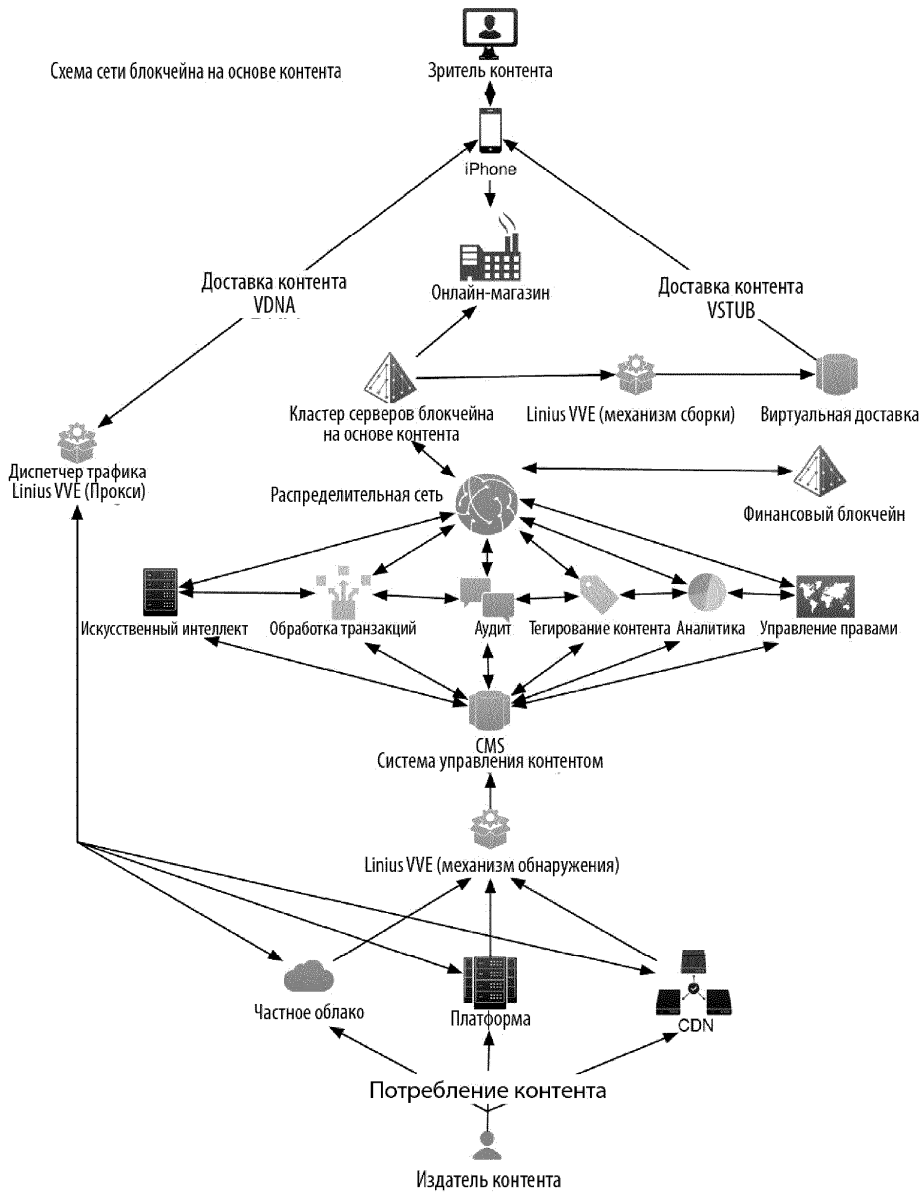 Схема сети блокчейна на основе контента
Зритель контента
iPhone
Онлайн-магазин
Доставка контента
VDNA
Доставка контента
VSTUB
Кластер серверов блокчейна
на основе контента
Linius VVE (механизм сборки)
Виртуальная доставка
Диспетчер трафика
Linius VVE (Прокси)
Распределительная сеть
Финансовый блокчейн
Искусственный интеллект
Обработка транзакций
Аудит
Тегирование контента
Аналитика
Управление правами
CMS
Система управления контентом
Linius VVE (механизм обнаружения)
Частное облако
Платформа
CDN
Потребление контента
Издатель контента